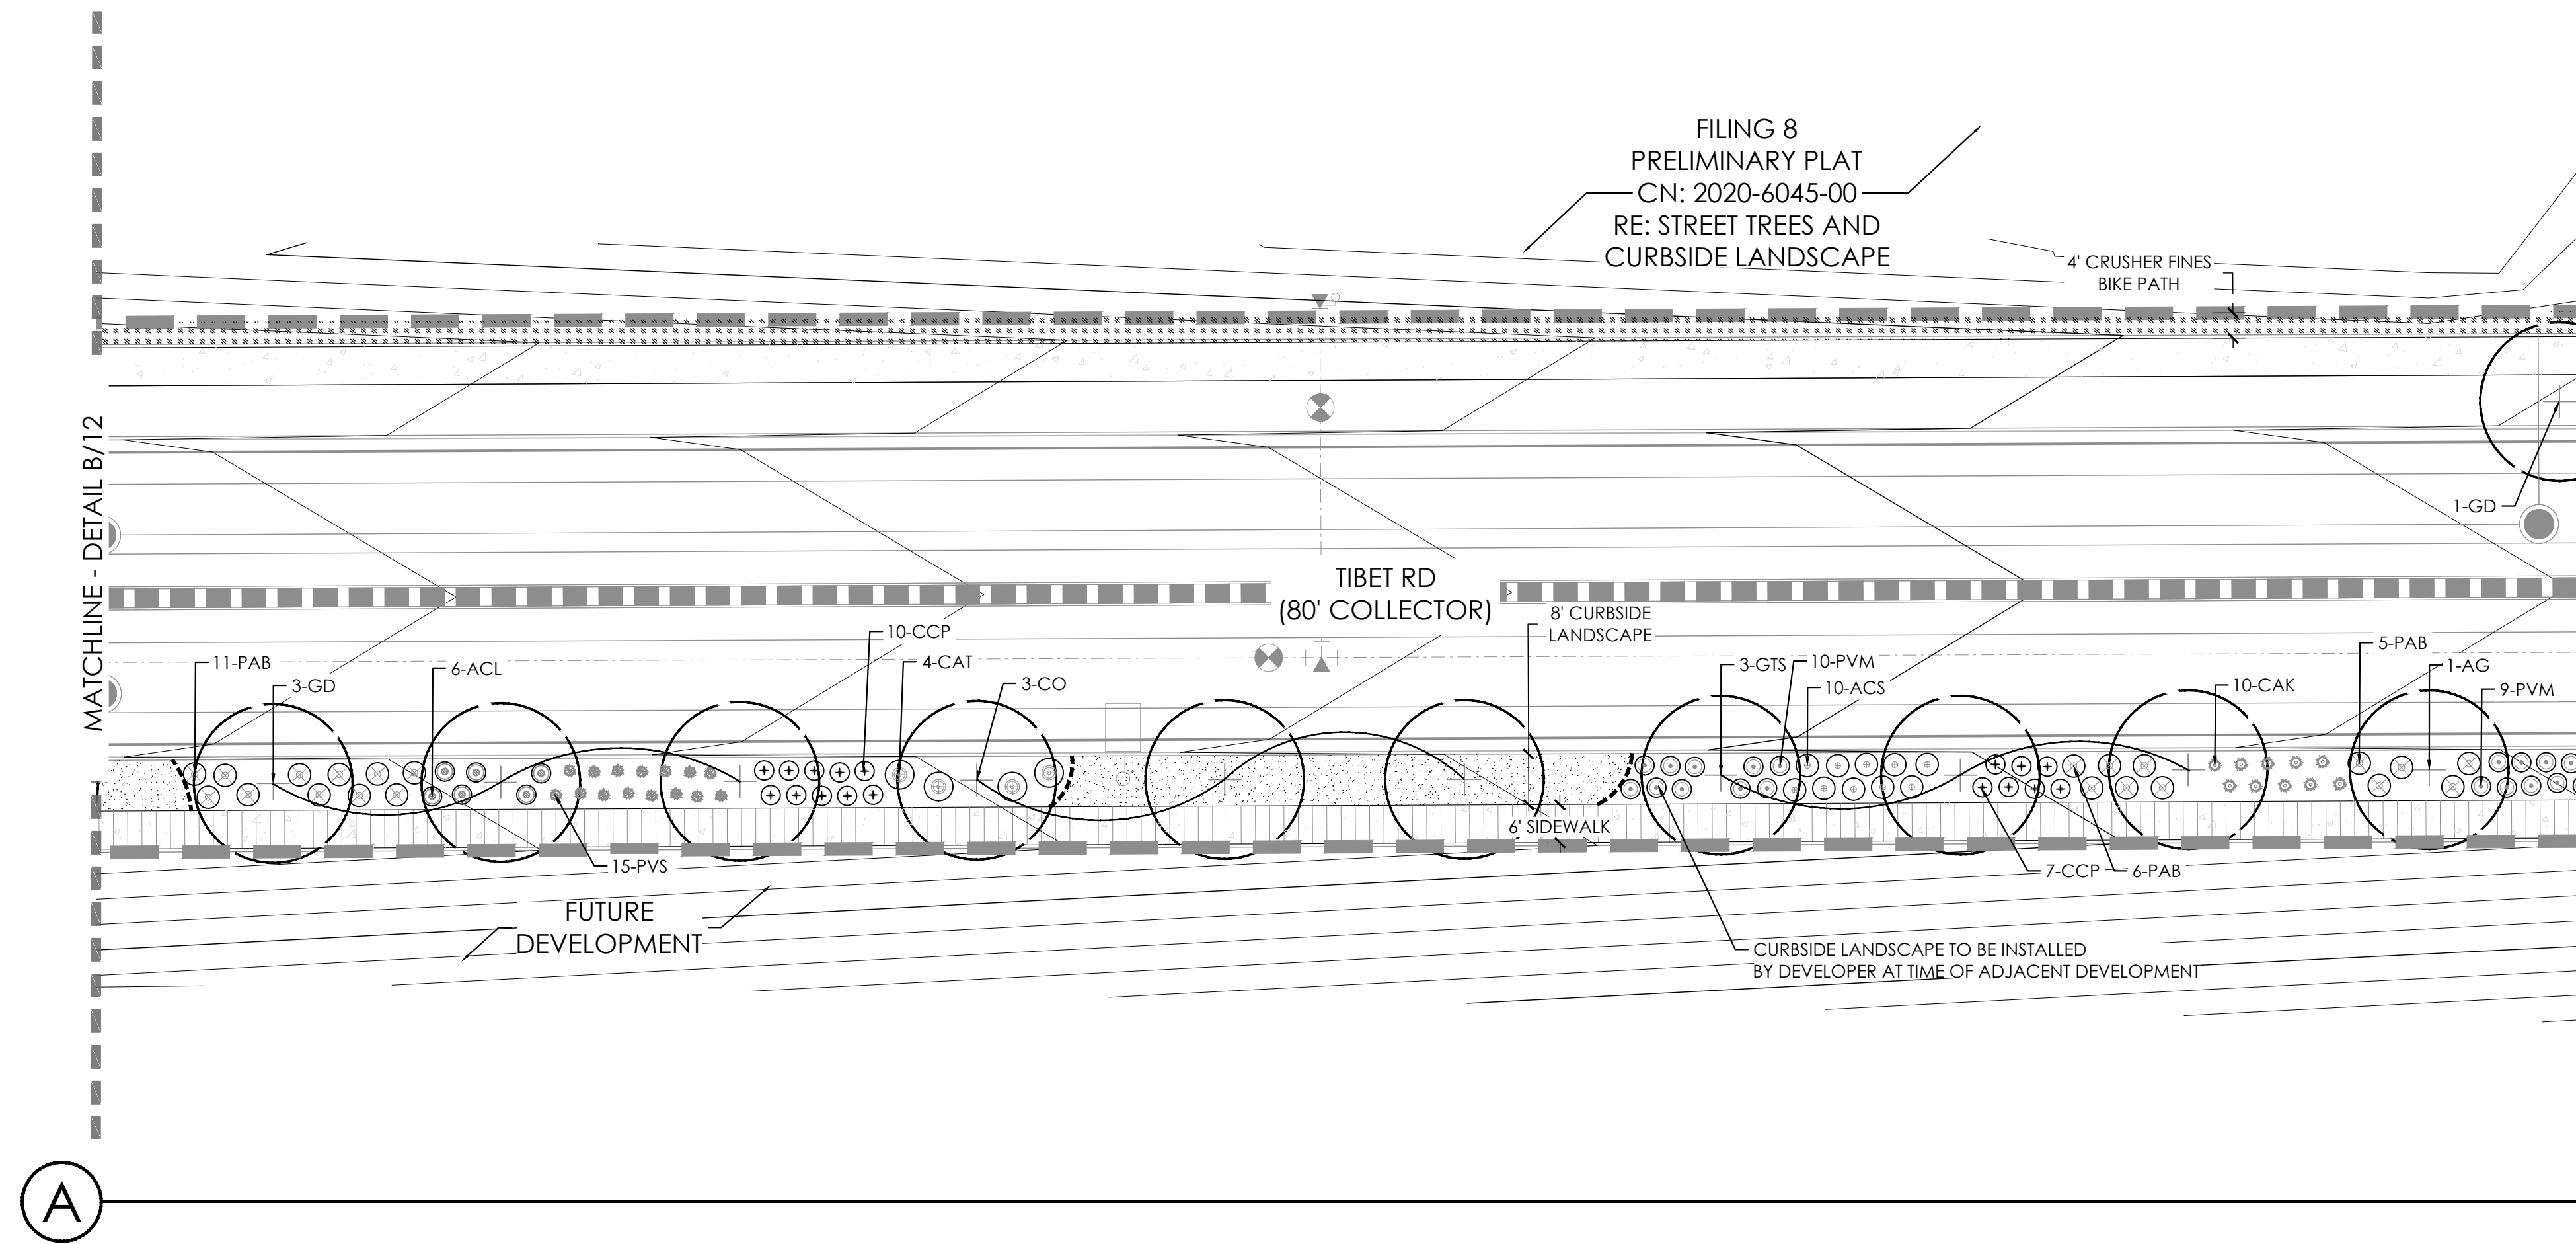 FILING 8
PRELIMINARY PLAT
CN: 2020-6045-00
RE: STREET TREES AND
CURBSIDE LANDSCAPE
4' CRUSHER FINES
BIKE PATH
MATCHLINE - DETAIL B/12
1-GD
TIBET RD
(80' COLLECTOR)
8' CURBSIDE
LANDSCAPE
10-CCP
11-PAB
3-GD
6-ACL
4-CAT
3-CO
3-GTS
10-PVM
10-ACS
10-CAK
5-PAB
1-AG
9-PVM
6' SIDEWALK
15-PVS
7-CCP
6-PAB
FUTURE
DEVELOPMENT
CURBSIDE LANDSCAPE TO BE INSTALLED
BY DEVELOPER AT TIME OF ADJACENT DEVELOPMENT
A